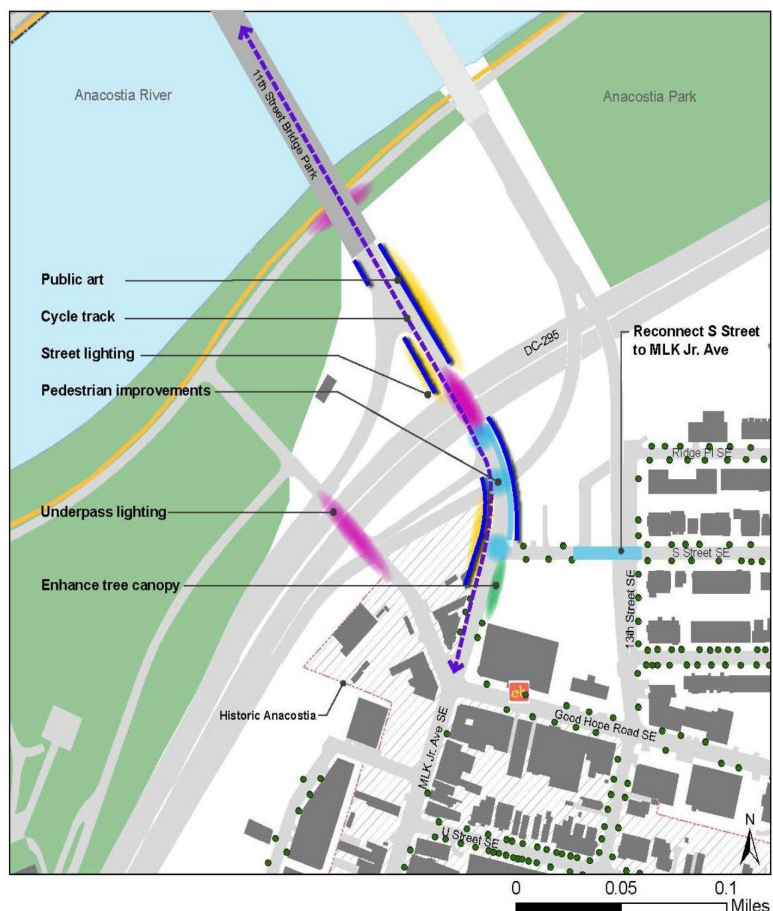 Anacostia River
Anacostia Park
11th Street Bridge Park
Public art
Cycle track
Street lighting
Pedestrian improvements
DC-295
Reconnect S Street
to MLK Jr. Ave
Ridge Pl SE
Underpass lighting
S Street SE
Enhance tree canopy
13th Street SE
Historic Anacostia
MLK Jr. Ave SE
Good Hope Road SE
U Street SE
N
0 0.05 0.1
Miles